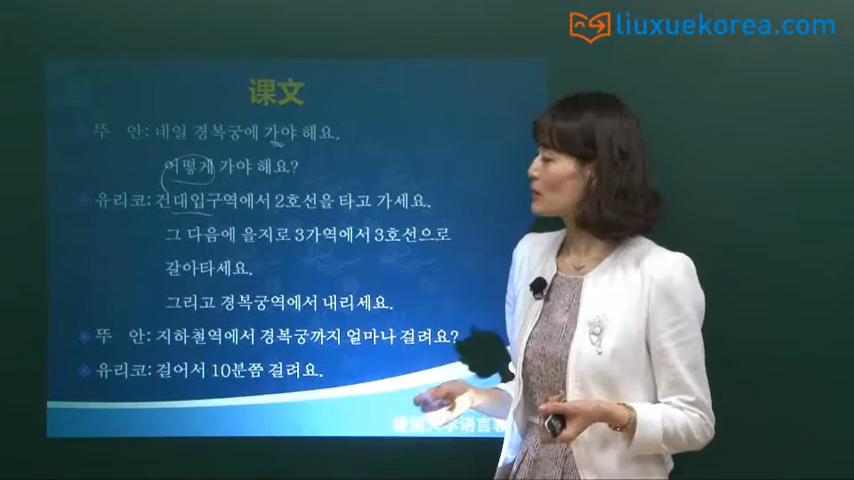 liuxuekorea.com
课文
뚜 안: 내일 경복궁에 가야 해요.
어떻게 가야 해요?
유리코: 건대입구역에서 2호선을 타고 가세요.
그 다음에 을지로 3가역에서 3호선으로
갈아타세요.
그리고 경복궁역에서 내리세요.
뚜 안: 지하철역에서 경복궁까지 얼마나 걸려요?
유리코: 걸어서 10분쯤 걸려요.
大学语言